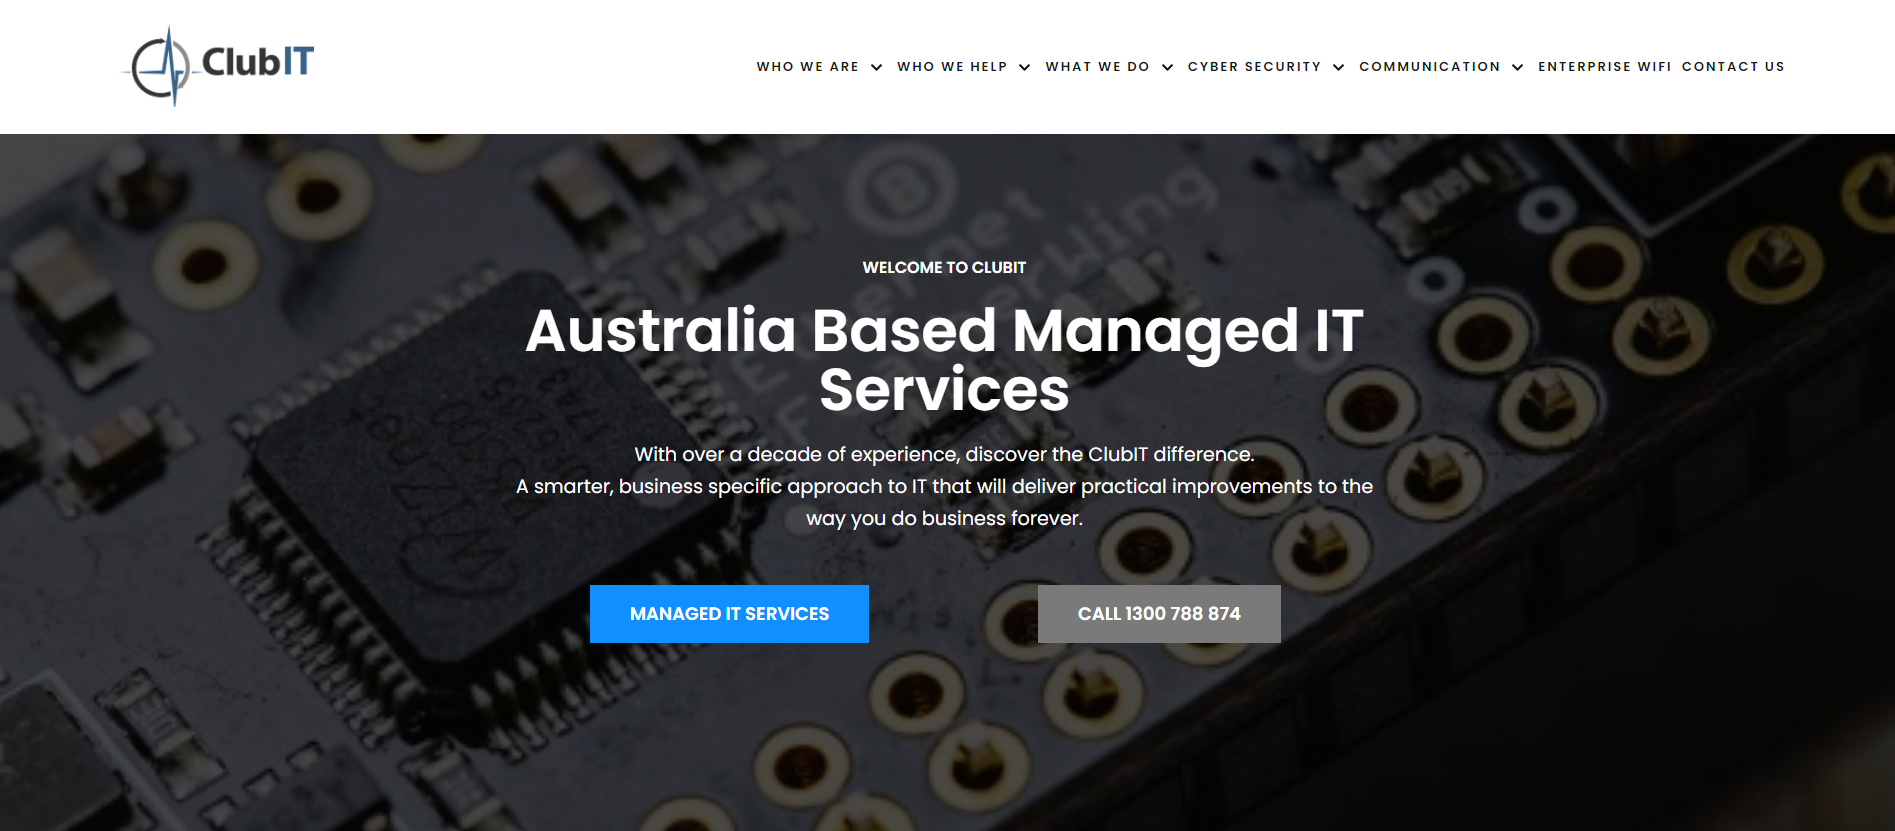 ClubIT
WHO WE ARE WHO WE HELP WHAT WE DO CYBER SECURITY COMMUNICATION ENTERPRISE WIFI CONTACT US
WELCOME TO CLUBIT
Australia Based Managed IT
Services
With over a decade of experience, discover the ClubIT difference.
A smarter, business specific approach to IT that will deliver practical improvements to the
way you do business forever.
MANAGED IT SERVICES CALL 1300 788 874
Ethernet
FeatherWing